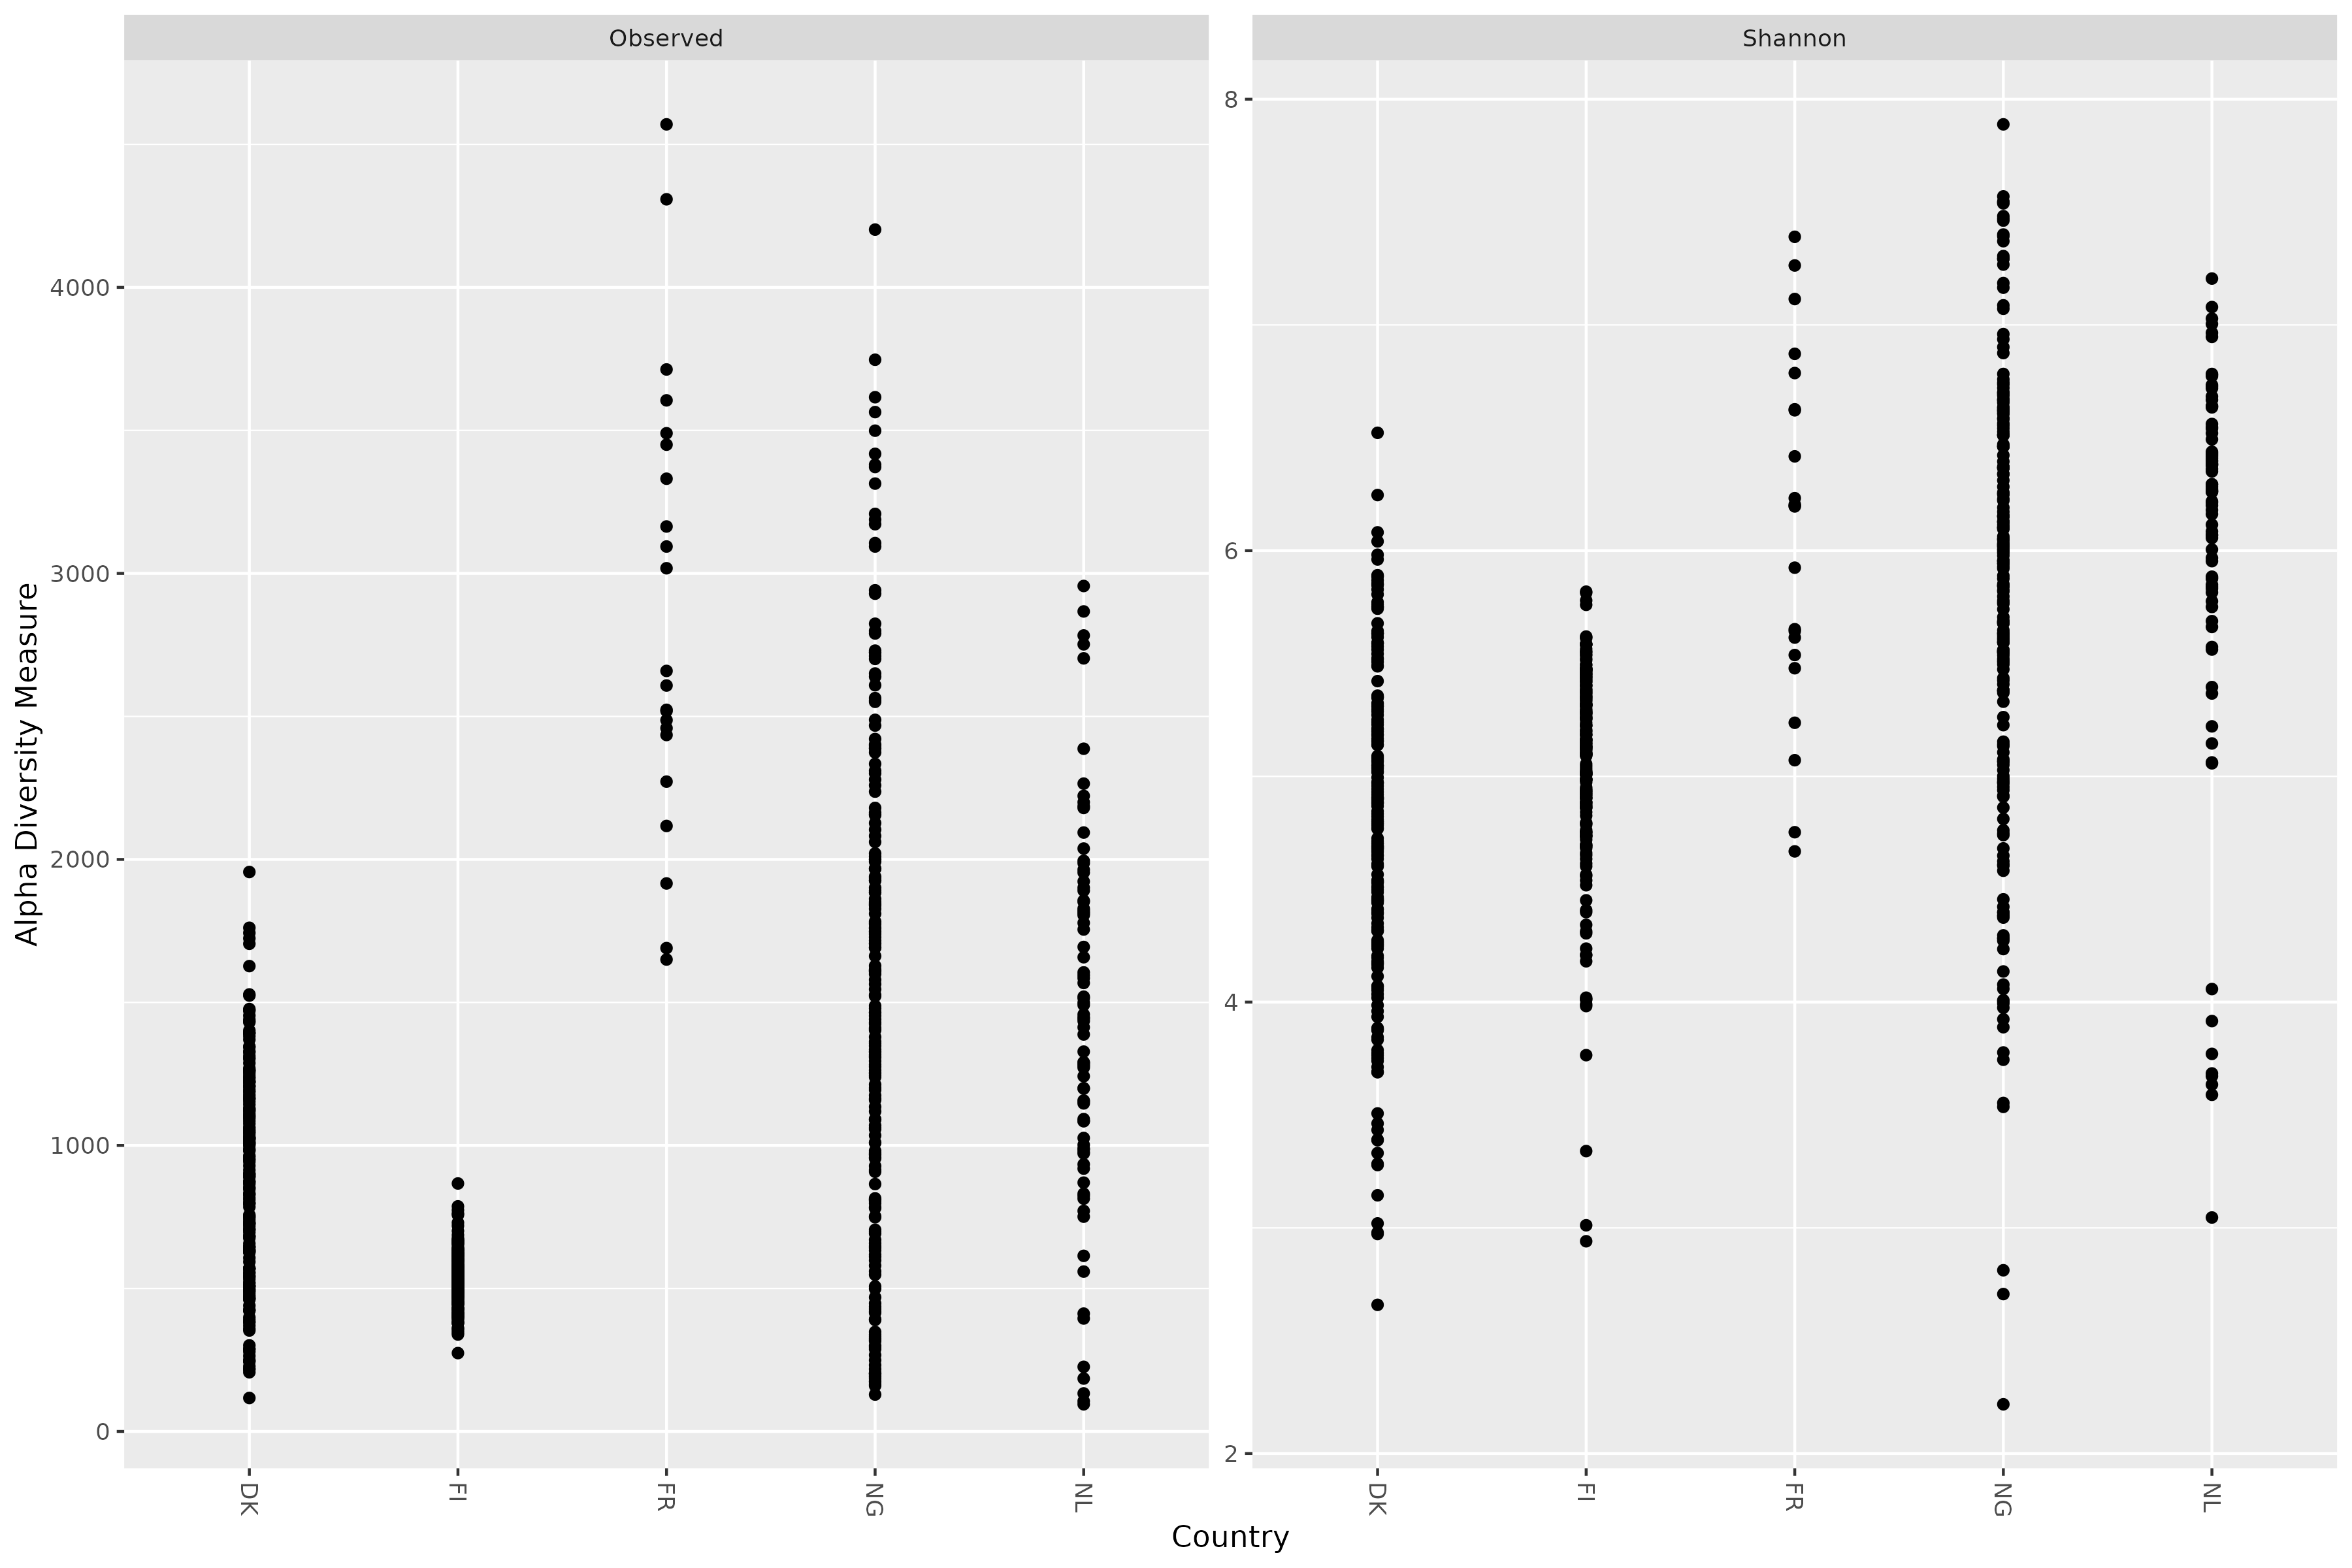 Observed
Shannon
Alpha Diversity Measure
4000
3000
2000
1000
0
8
6
4
2
DK
FI
FR
NG
NL
DK
FI
FR
NG
NL
Country